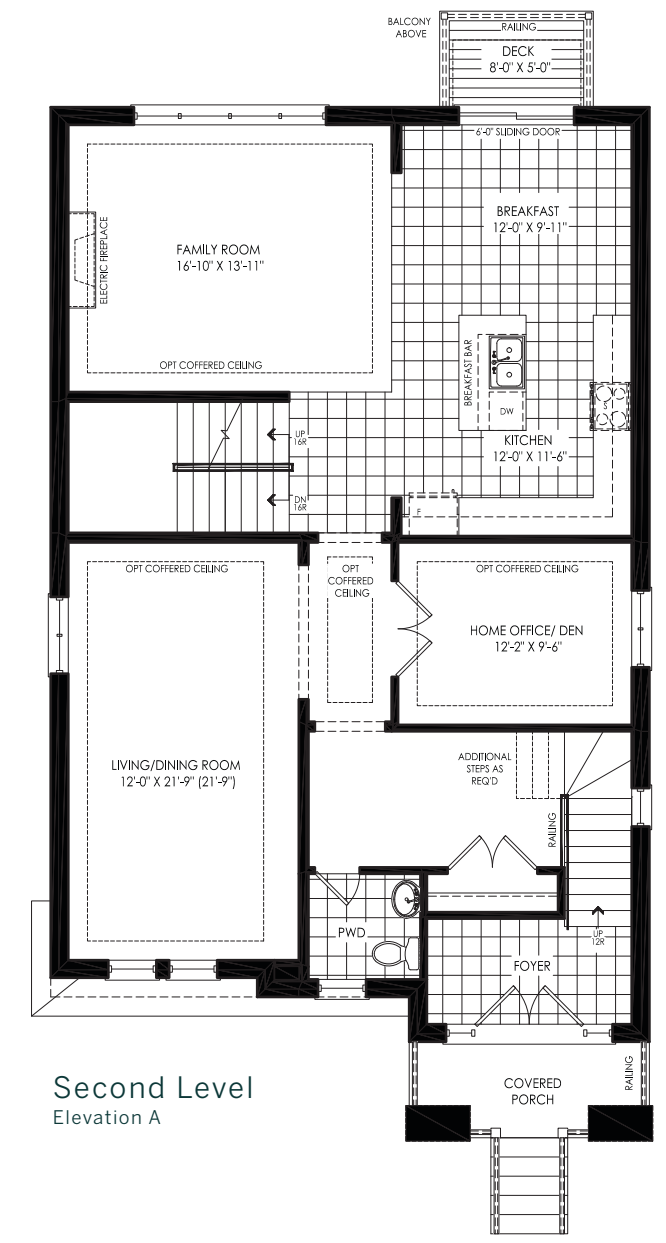 BALCONY
ABOVE
RAILING
DECK
8'-0" X 5'-0"
6'-0" SLIDING DOOR
BREAKFAST
12'-0" X 9'-11"
FAMILY ROOM
16'-10" X 13'-11"
ELECTRIC FIREPLACE
OPT COFFERED CEILING
BREAKFAST BAR
DW
S
KITCHEN
12'-0" X 11'-6"
UP
16R
DN
16R
F
OPT COFFERED CEILING
OPT
COFFERED
CEILING
OPT COFFERED CEILING
HOME OFFICE/ DEN
12'-2" X 9'-6"
LIVING/DINING ROOM
12'-0" X 21'-9" (21'-9")
ADDITIONAL
STEPS AS
REQ'D
RAILING
PWD
UP
12R
FOYER
Second Level
Elevation A
COVERED
PORCH
RAILING